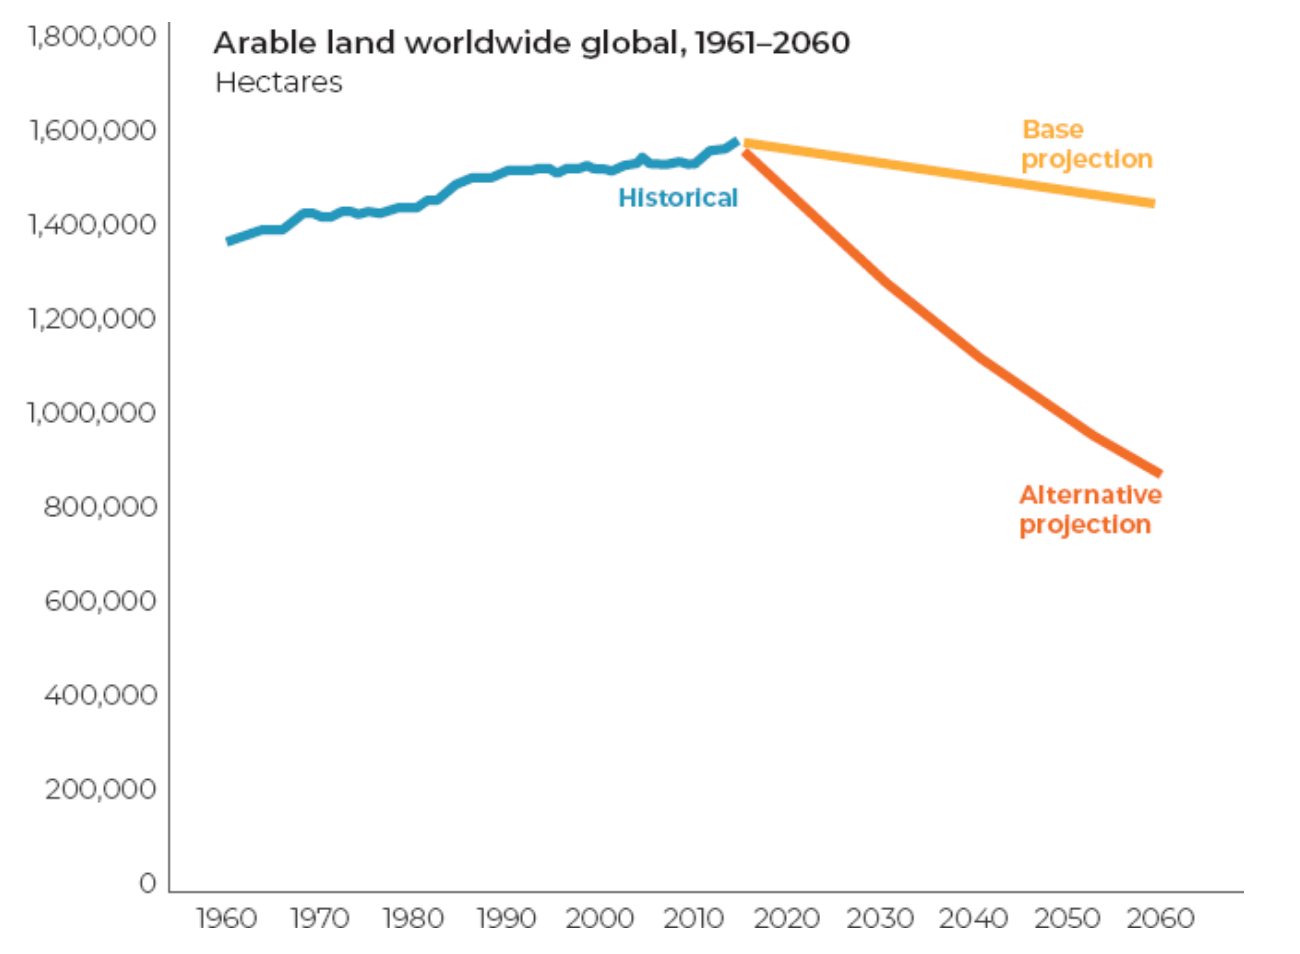 Arable land worldwide global, 1961–2060
Hectares
1,800,000
1,600,000
1,400,000
1,200,000
1,000,000
800,000
600,000
400,000
200,000
0
Base
projection
Historical
Alternative
projection
1960 1970 1980 1990 2000 2010 2020 2030 2040 2050 2060